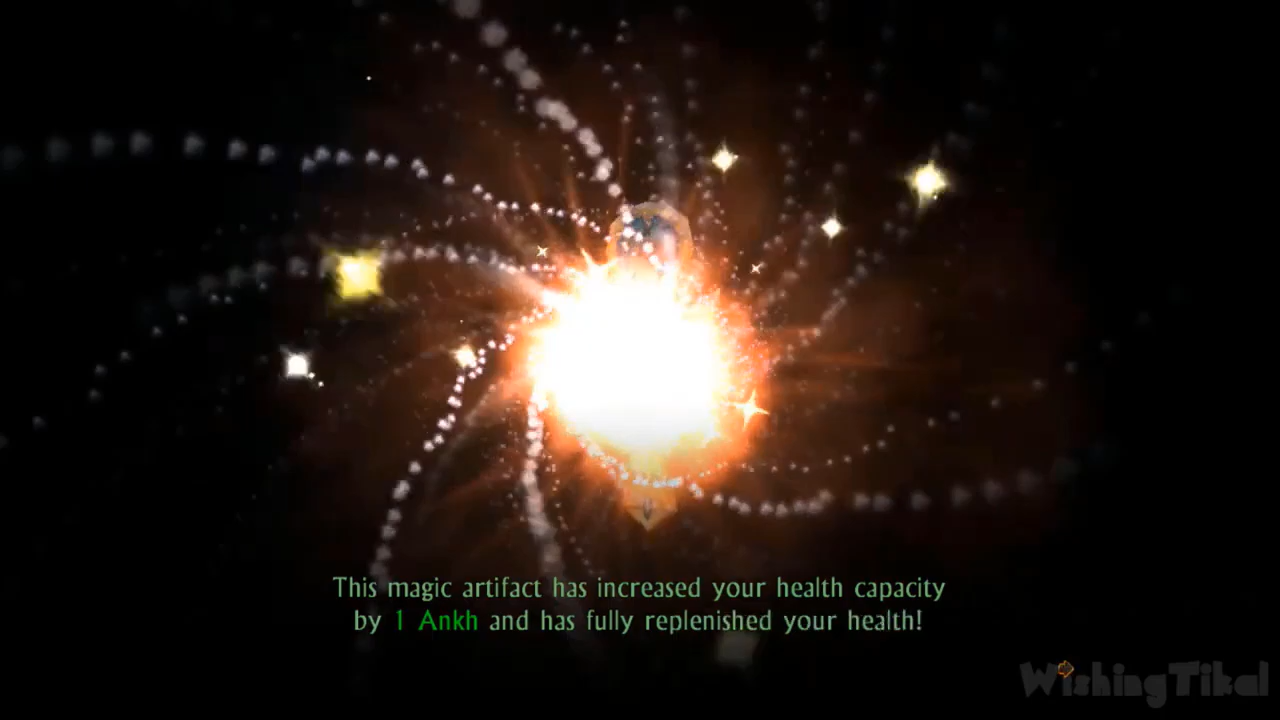 This magic artifact has increased your health capacity
by 1 Ankh and has fully replenished your health!
WishingTikal